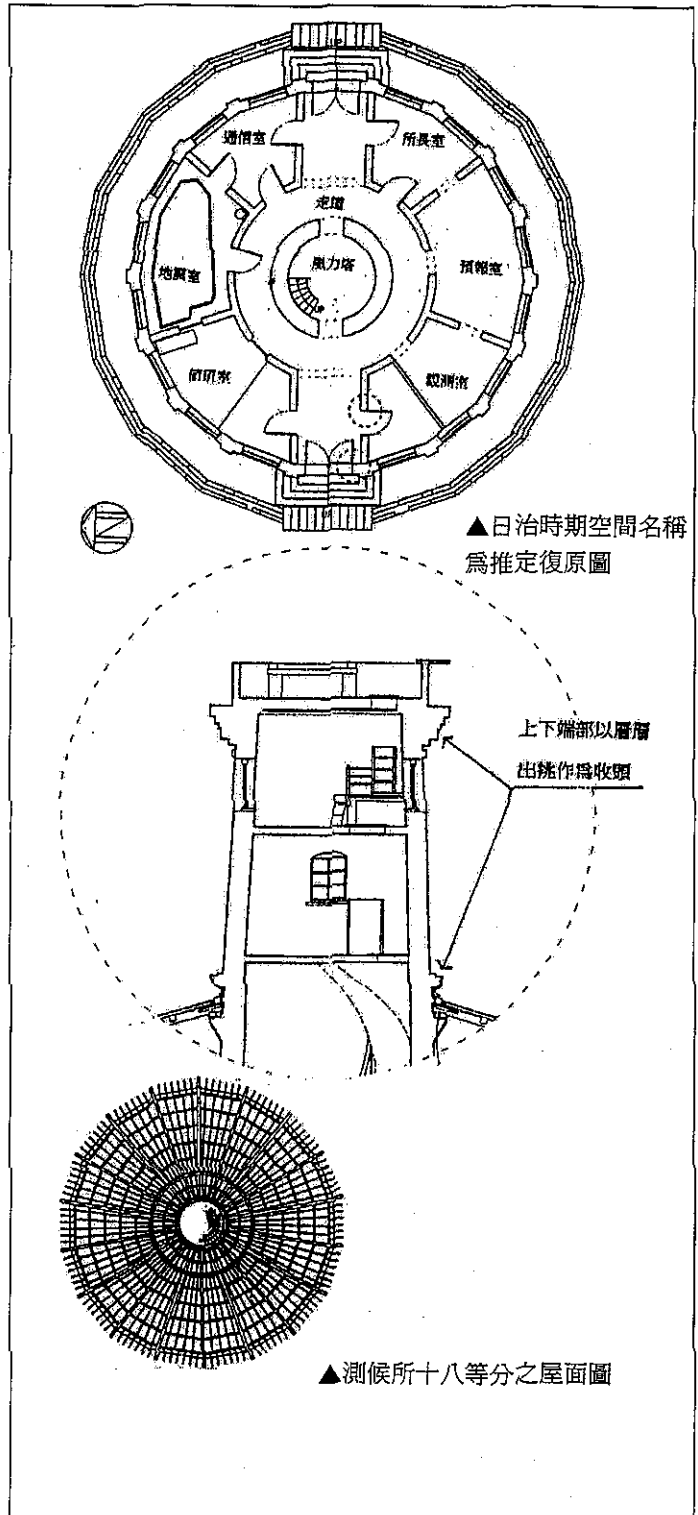 通信室
所長室
走道
地震室
風力塔
預報室
值班室
觀測室
N
▲日治時期空間名稱
為推定復原圖
上下端部以層層
出挑作為收頭
▲測候所十八等分之屋面圖